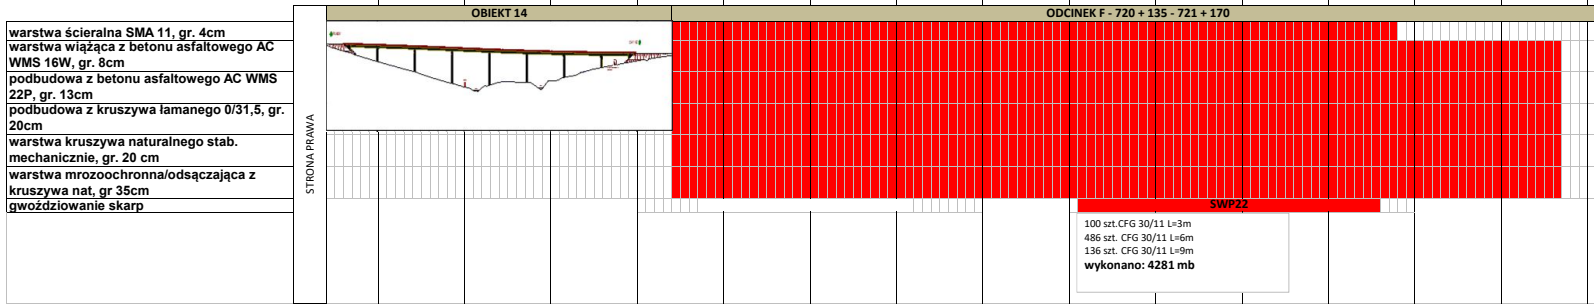 OBIEKT 14
ODCINEK F - 720 + 135 - 721 + 170
warstwa ścieralna SMA 11, gr. 4cm
warstwa wiążąca z betonu asfaltowego AC
WMS 16W, gr. 8cm
podbudowa z betonu asfaltowego AC WMS
22P, gr. 13cm
podbudowa z kruszywa łamanego 0/31,5, gr.
20cm
warstwa kruszywa naturalnego stab.
mechanicznie, gr. 20 cm
warstwa mrozoochronna/odsączająca z
kruszywa nat, gr 35cm
gwoździowanie skarp
STRONA PRAWA
SWP22
100 szt.CFG 30/11 L=3m
486 szt. CFG 30/11 L=6m
136 szt. CFG 30/11 L=9m
wykonano: 4281 mb